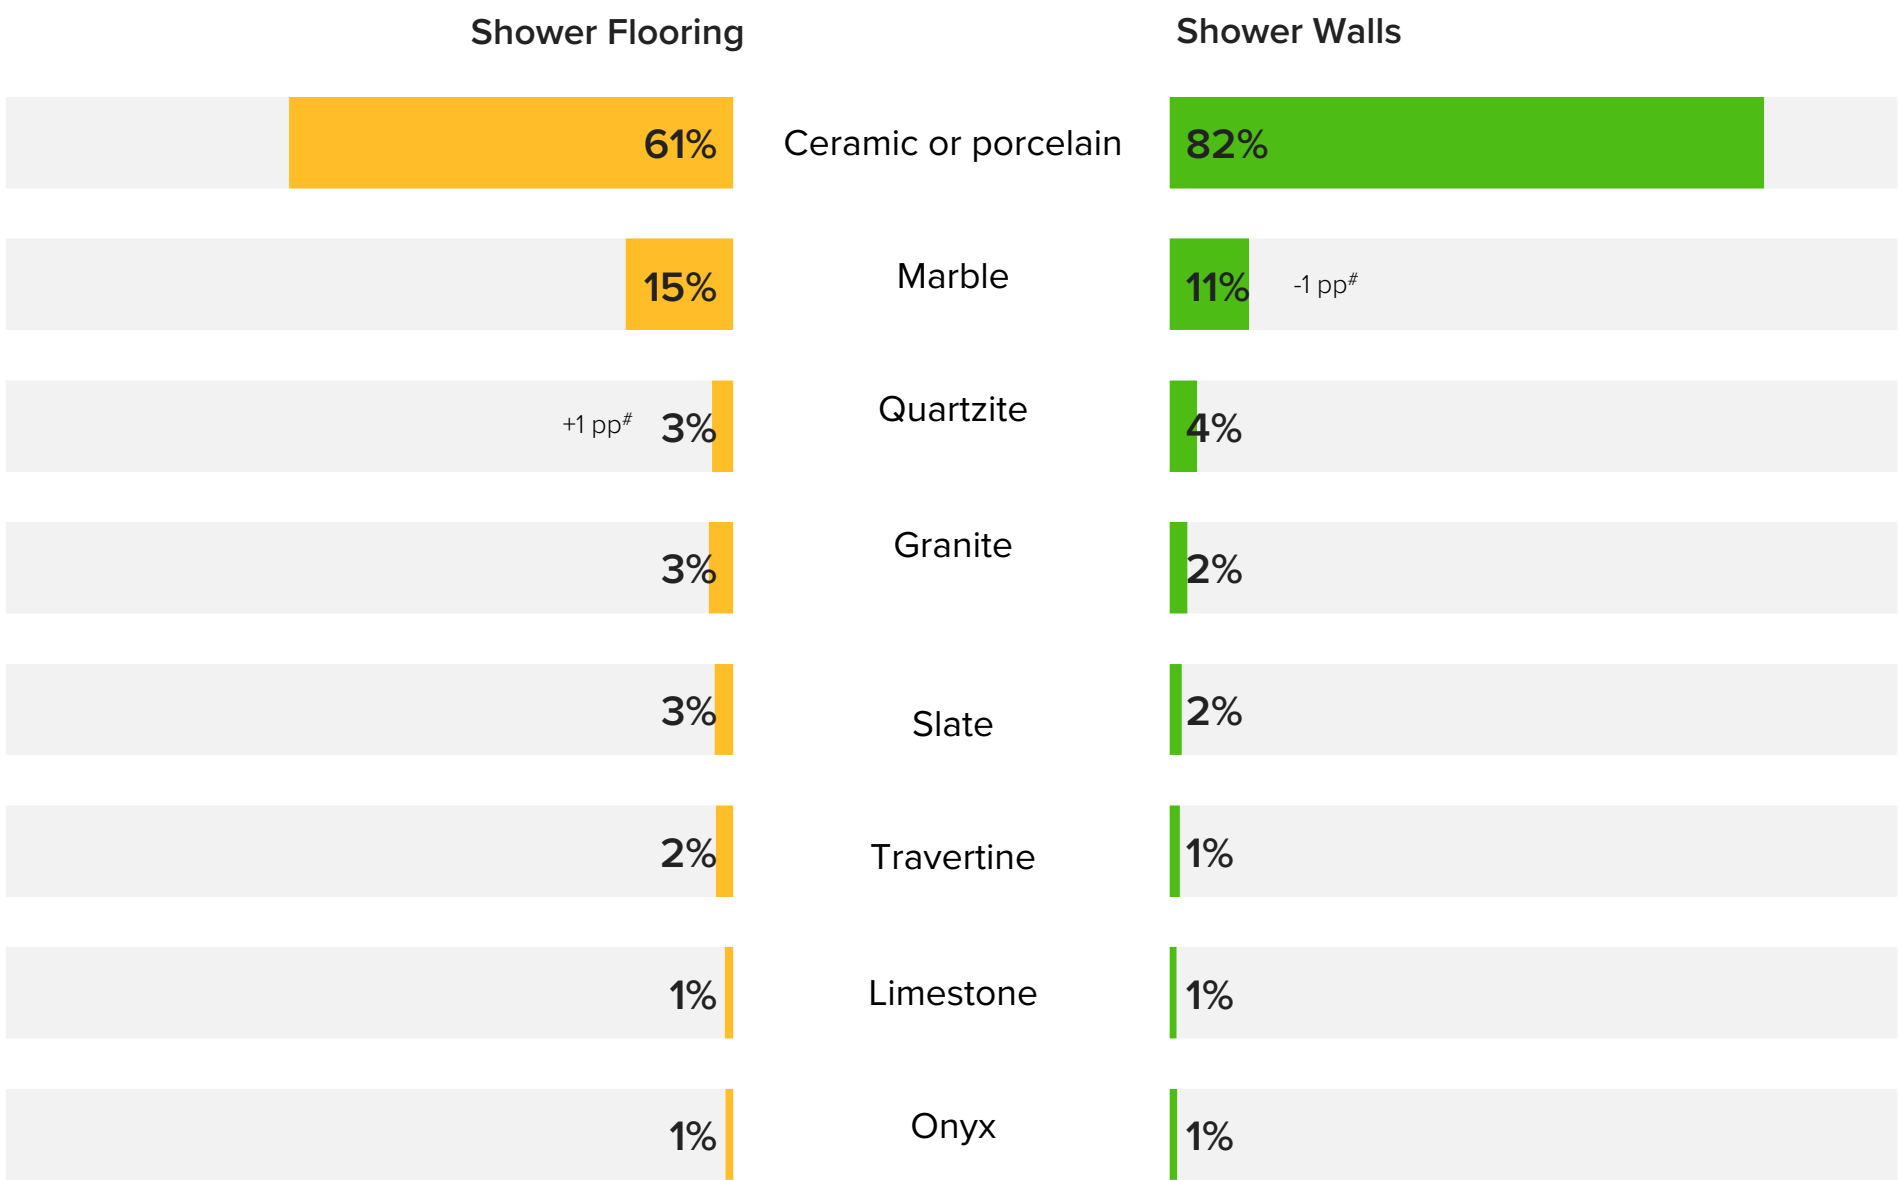 Shower Flooring Shower Walls
61% Ceramic or porcelain 82%
15% Marble 11% -1 pp#
+1 pp# 3% Quartzite 4%
3% Granite 2%
3% Slate 2%
2% Travertine 1%
1% Limestone 1%
1% Onyx 1%